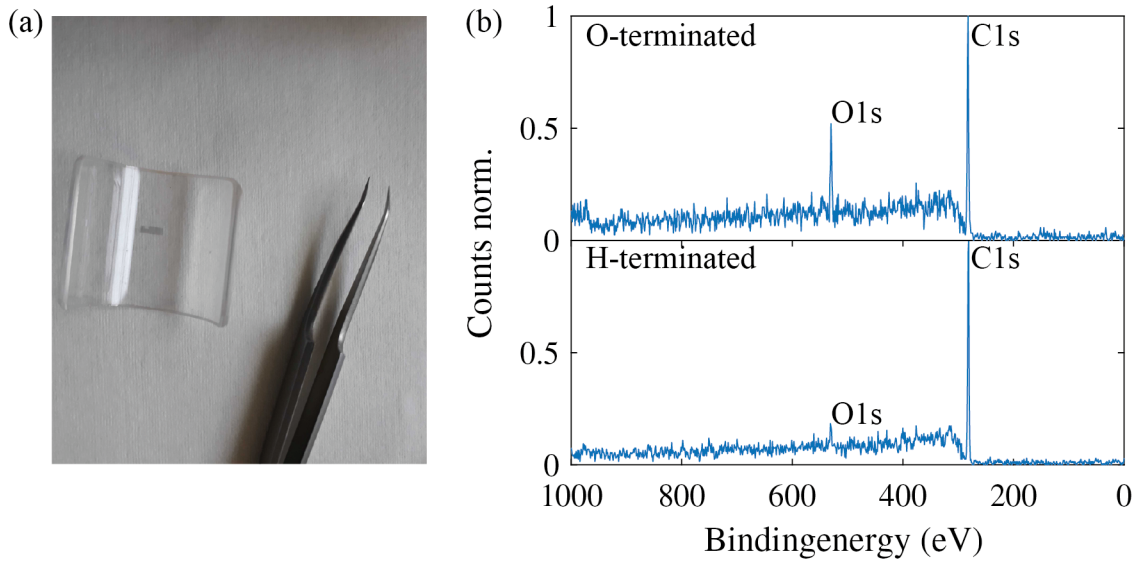 (a)
(b)
Counts norm.
1
O-terminated
C1s
O1s
0.5
0
H-terminated
C1s
0.5
O1s
0
1000
800
600
400
200
0
Bindingenergy (eV)